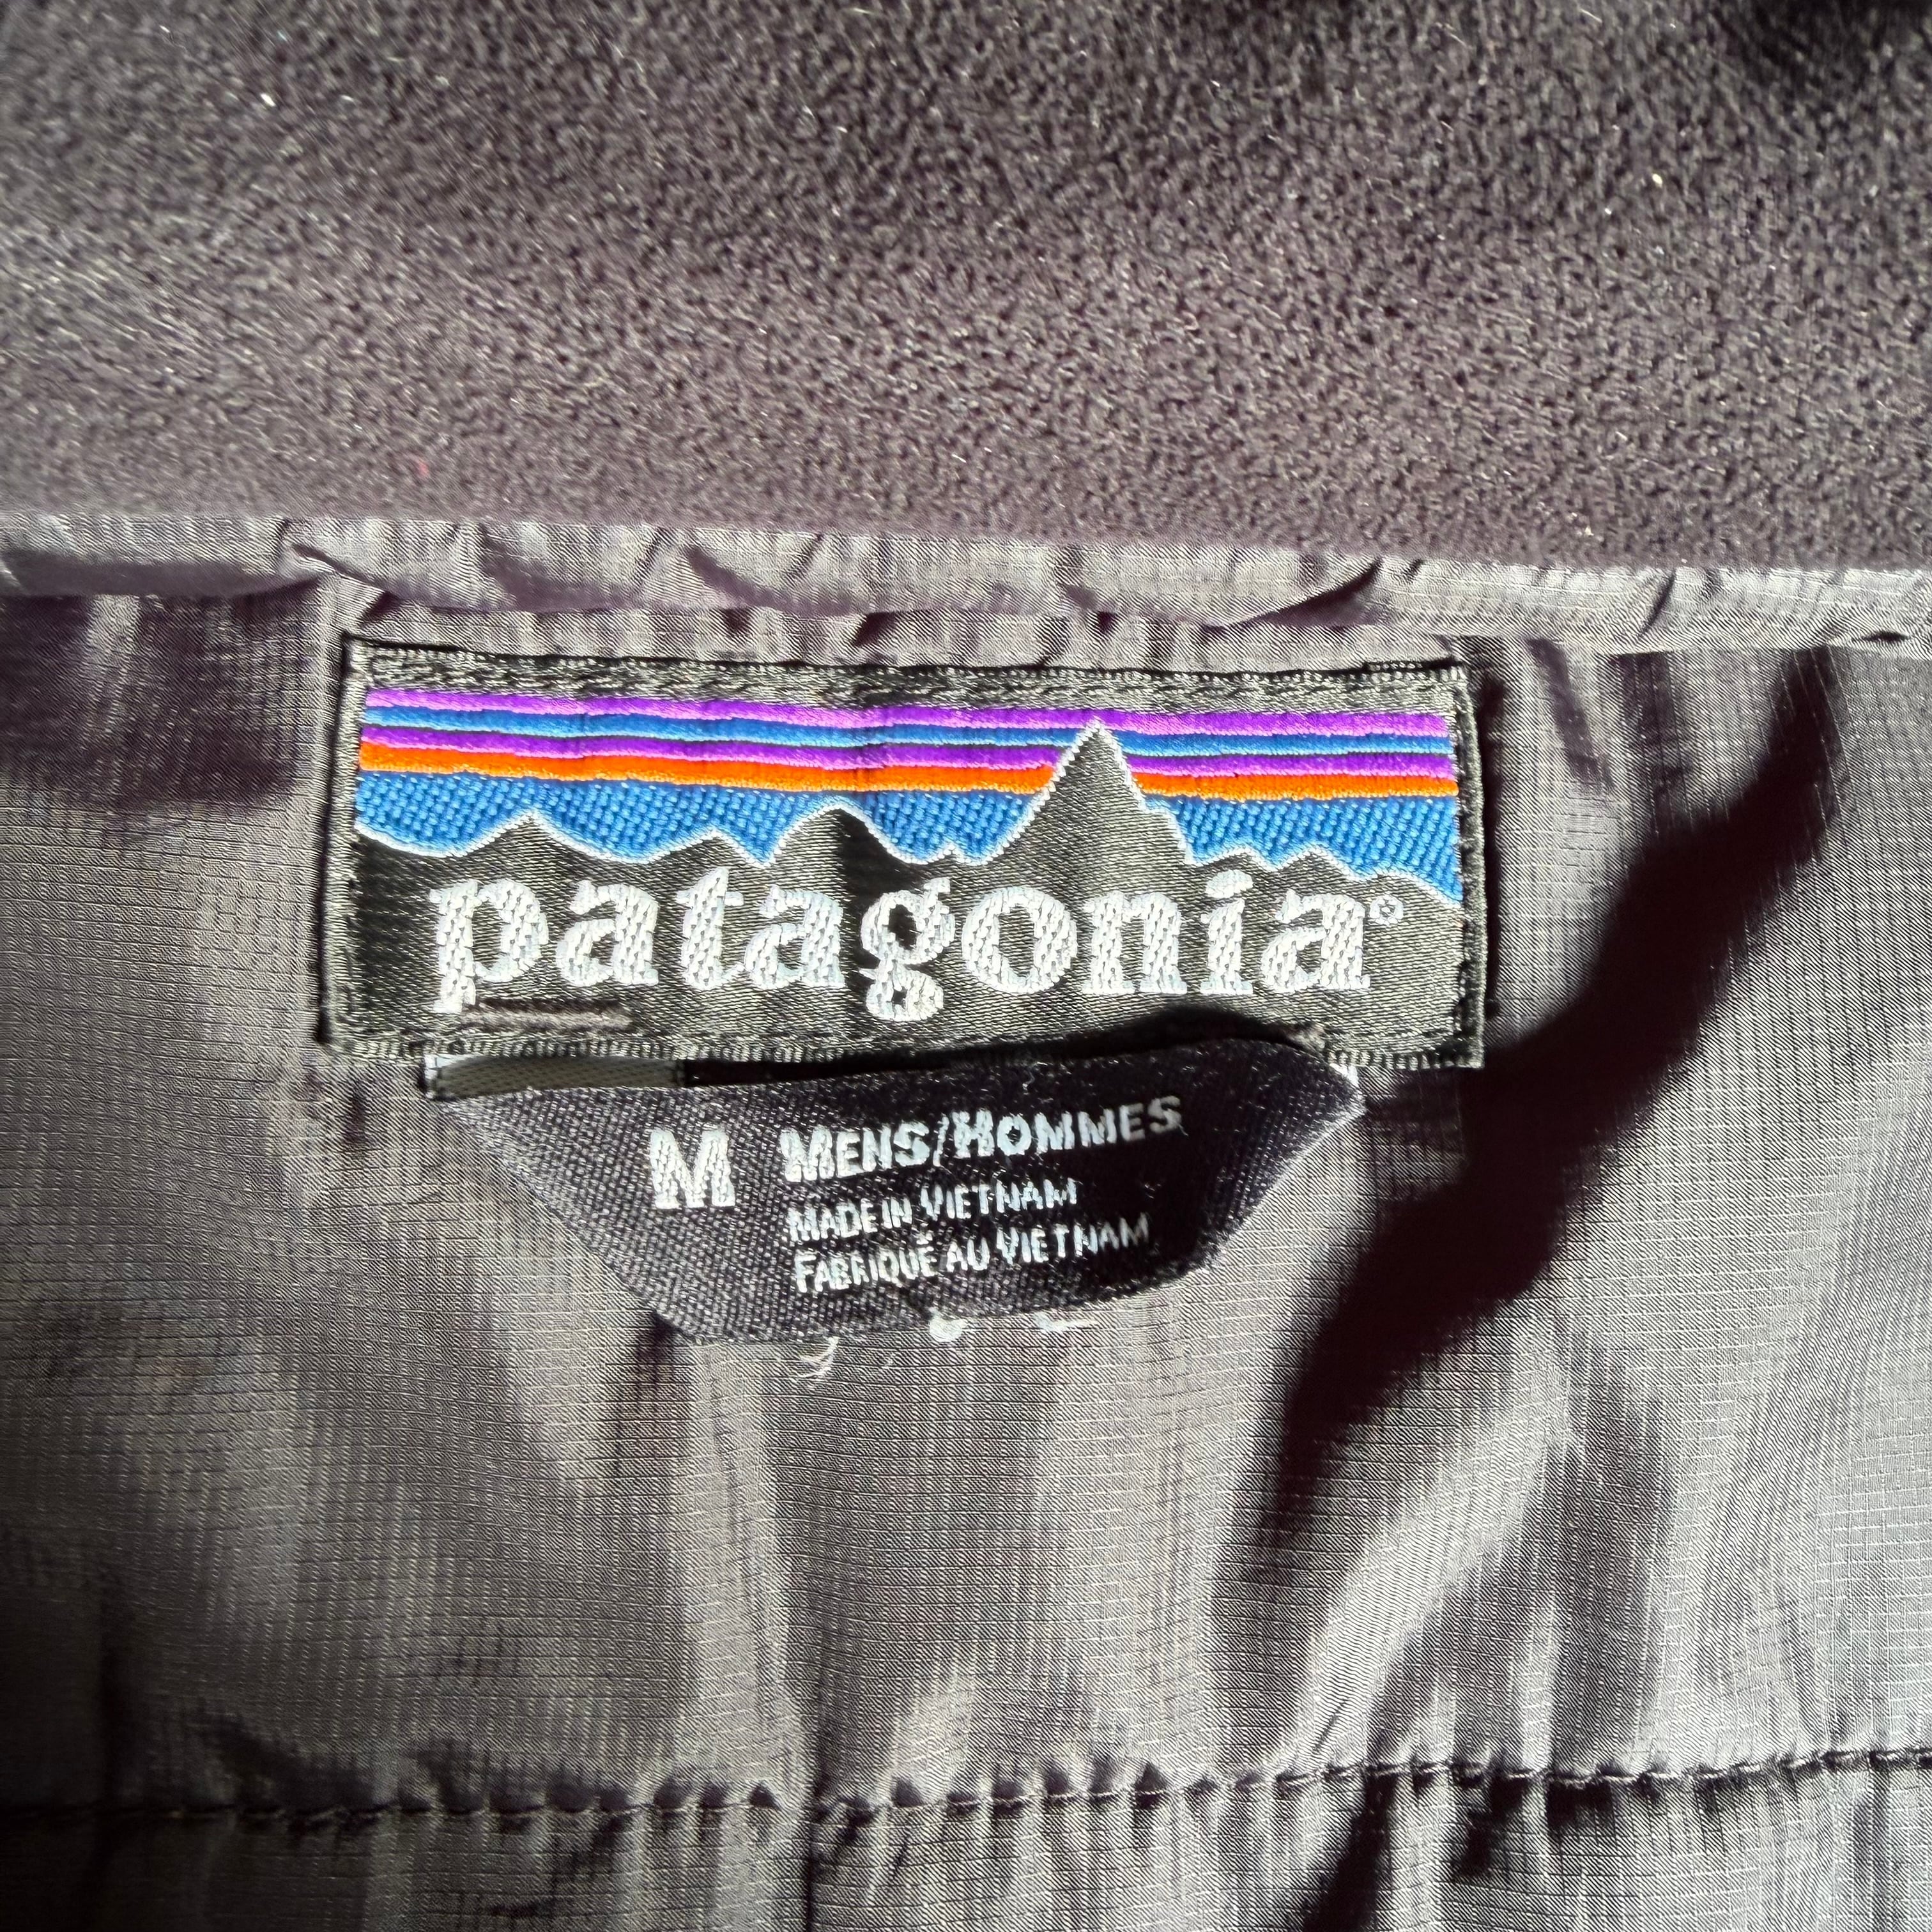 patagonia®
M MENS/HOMMES
MADE IN VIETNAM
FABRIQUÉ AU VIETNAM